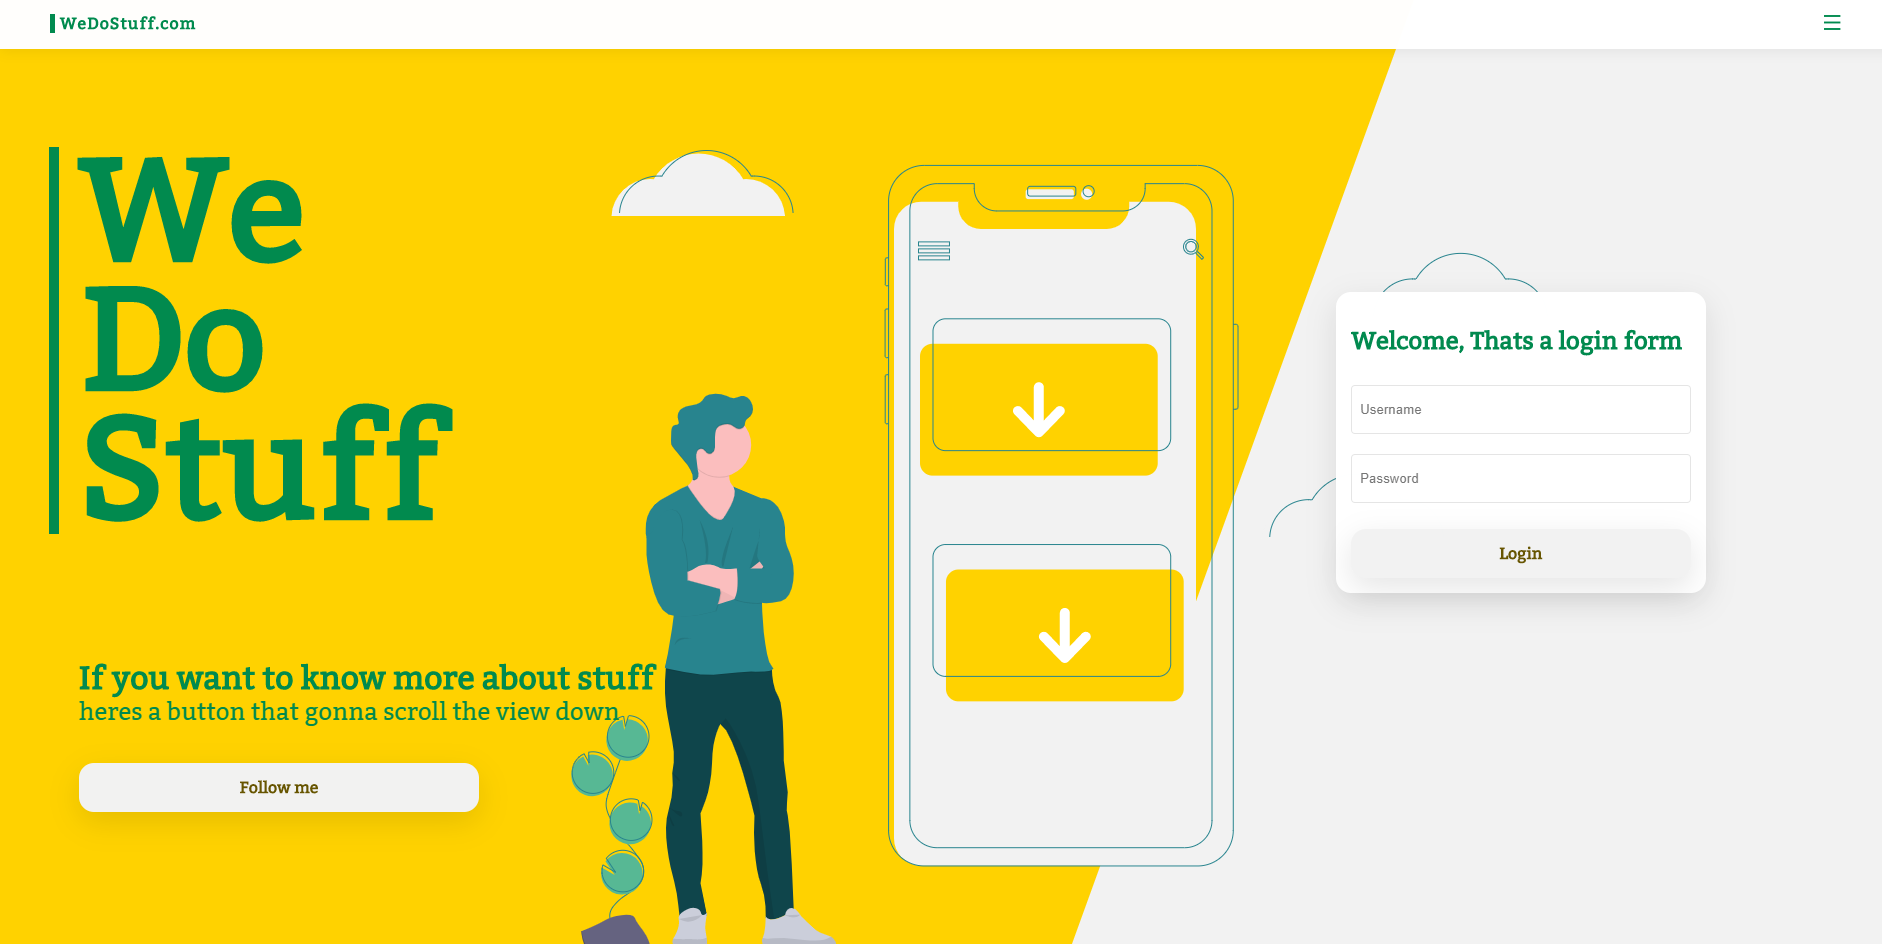 WeDoStuff.com
We
Do
Stuff
Welcome, Thats a login form
Username
Password
Login
If you want to know more about stuff
heres a button that gonna scroll the view down
Follow me